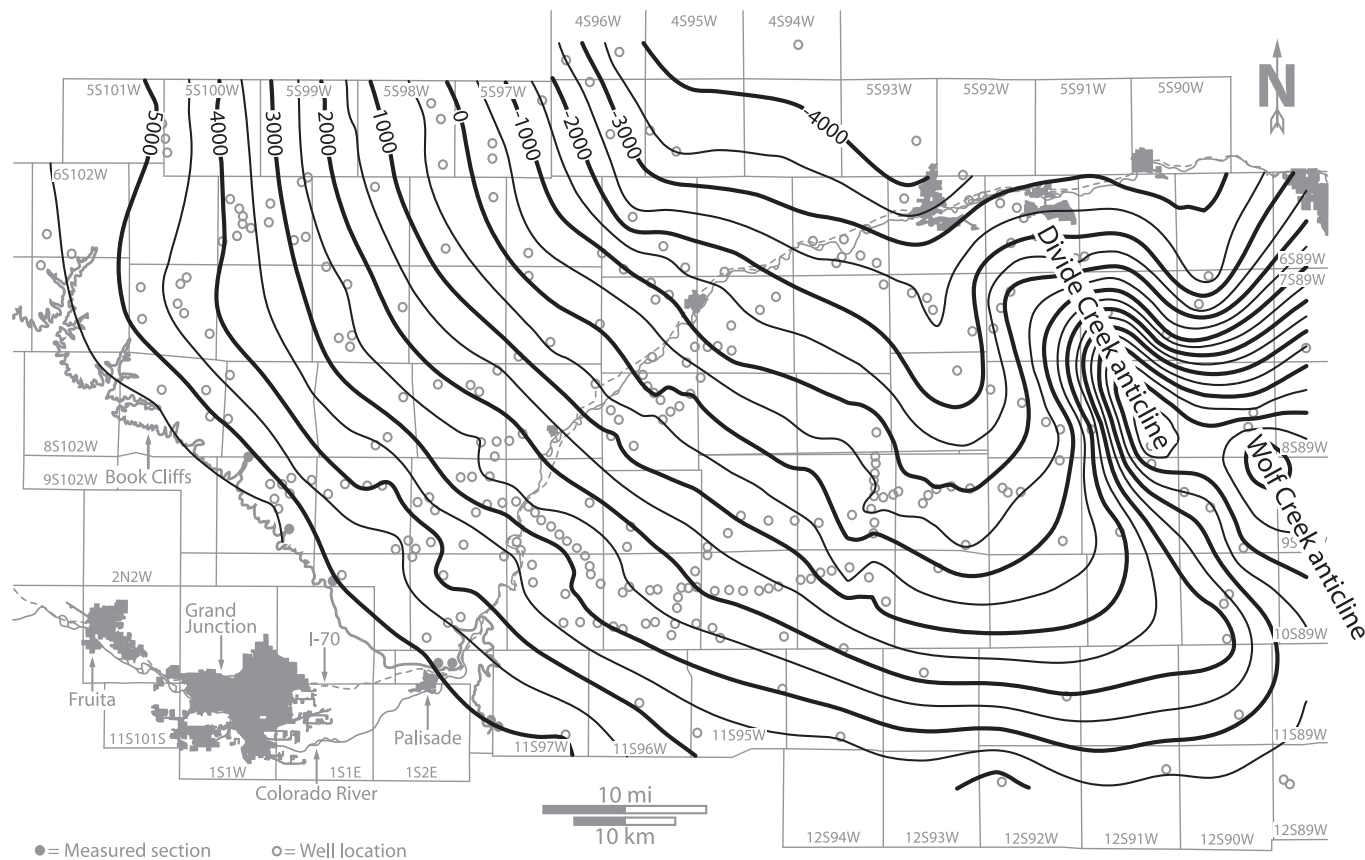 4S96W
4S95W
4S94W
N
5S101W
5S100W
5S99W
5S98W
5S97W
5S93W
5S92W
5S91W
5S90W
5000
4000
3000
2000
1000
0
-1000
-2000
-3000
-4000
6S102W
Divide Creek anticline
6S89W
7S89W
8S102W
Book Cliffs
9S102W
8S89W
Wolf Creek anticline
9S
2N2W
Grand
Junction
I-70
10S89W
Fruita
11S101S
Palisade
11S97W
11S96W
11S95W
11S89W
1S1W
1S1E
1S2E
Colorado River
10 mi
10 km
12S94W
12S93W
12S92W
12S91W
12S90W
12S89W
= Measured section
= Well location